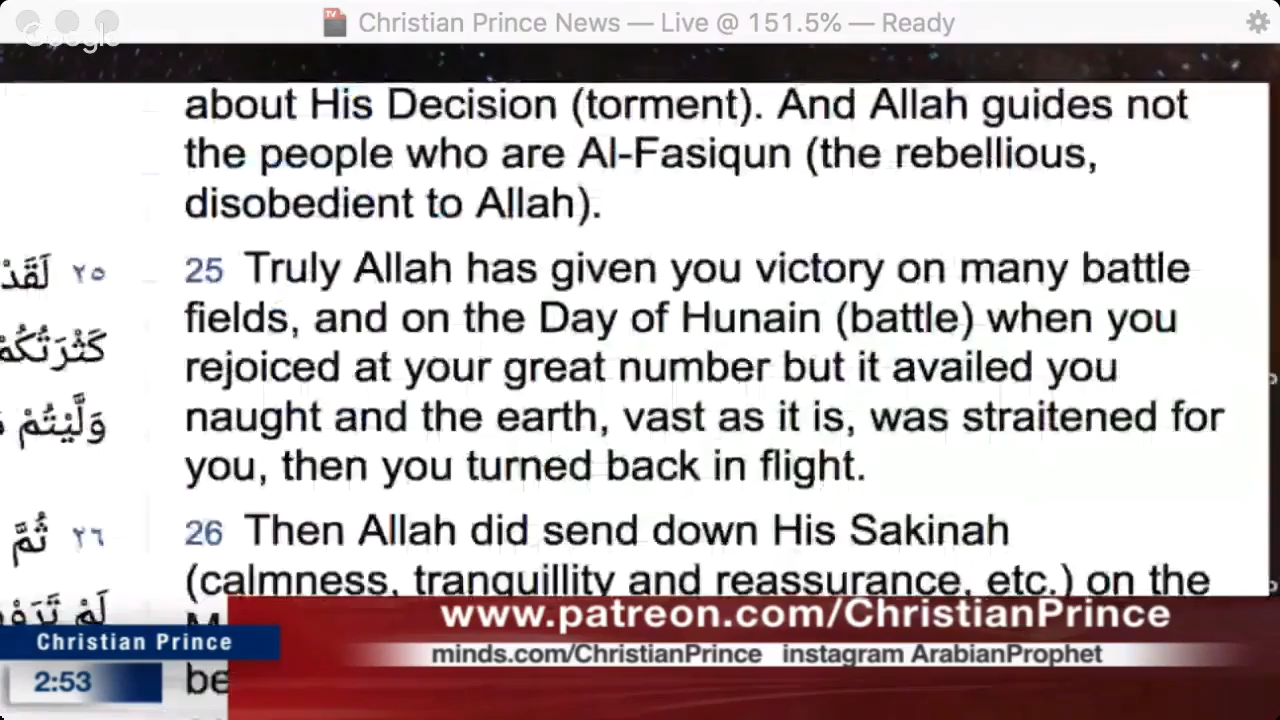 Christian Prince News — Live @ 151.5% — Ready
Google
about His Decision (torment). And Allah guides not
the people who are Al-Fasiqun (the rebellious,
disobedient to Allah).
٢٥ لَقَدْ
25 Truly Allah has given you victory on many battle
fields, and on the Day of Hunain (battle) when you
كَثْرَتُكُمْ
rejoiced at your great number but it availed you
naught and the earth, vast as it is, was straitened for
وَلَّيْتُمْ
you, then you turned back in flight.
٢٦ ثُمَّ
26 Then Allah did send down His Sakinah
(calmness, tranquillity and reassurance, etc.) on the
لَمْ
www.patreon.com/ChristianPrince
Christian Prince
minds.com/ChristianPrince instagram ArabianProphet
2:53
be